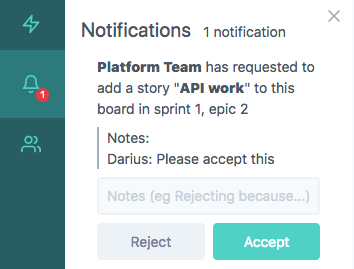 Notifications 1 notification
1
Platform Team has requested to
add a story "API work" to this
board in sprint 1, epic 2
Notes:
Darius: Please accept this
Notes (eg Rejecting because...)
Reject Accept